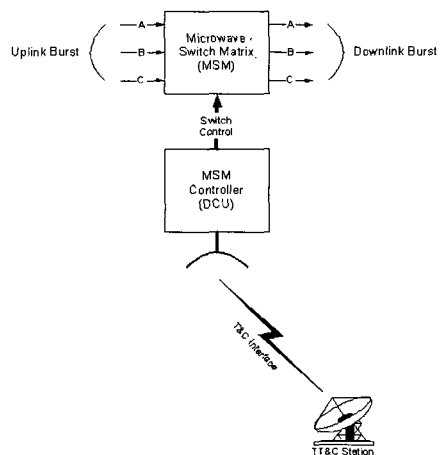 A
Microwave
A
Uplink Burst
B
Switch Matrix
B
Downlink Burst
(MSM)
C
C
Switch
Control
MSM
Controller
(DCU)
T&C Interface
TT&C Station